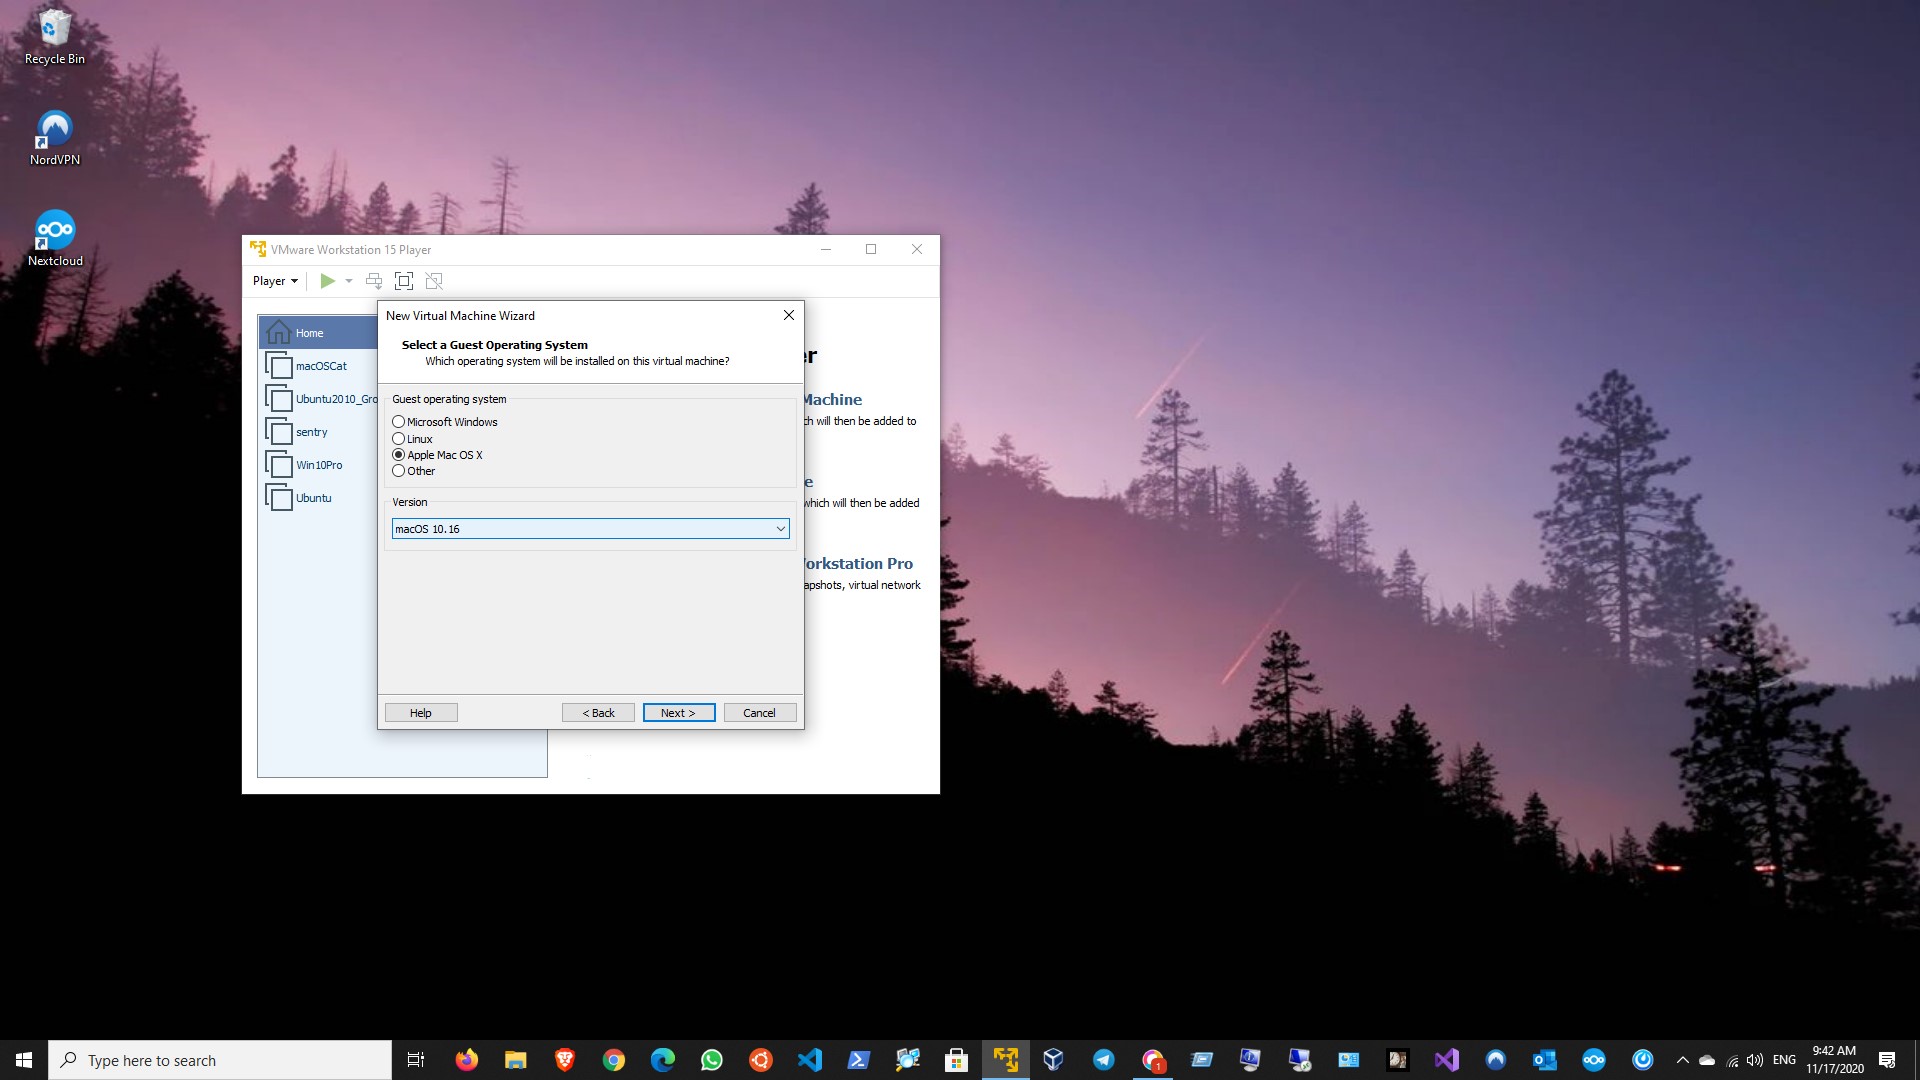 Recycle Bin
NordVPN
Nextcloud
VMware Workstation 15 Player
Player
Home
macOSCat
Ubuntu2010_Gro
sentry
Win10Pro
Ubuntu
New Virtual Machine Wizard
Select a Guest Operating System
Which operating system will be installed on this virtual machine?
Guest operating system
Microsoft Windows
Linux
Apple Mac OS X
Other
Version
macOS 10.16
Help
< Back
Next >
Cancel
er
Machine
ch will then be added to
e
which will then be added
orkstation Pro
apshots, virtual network
Type here to search
1
ENG
9:42 AM
11/17/2020